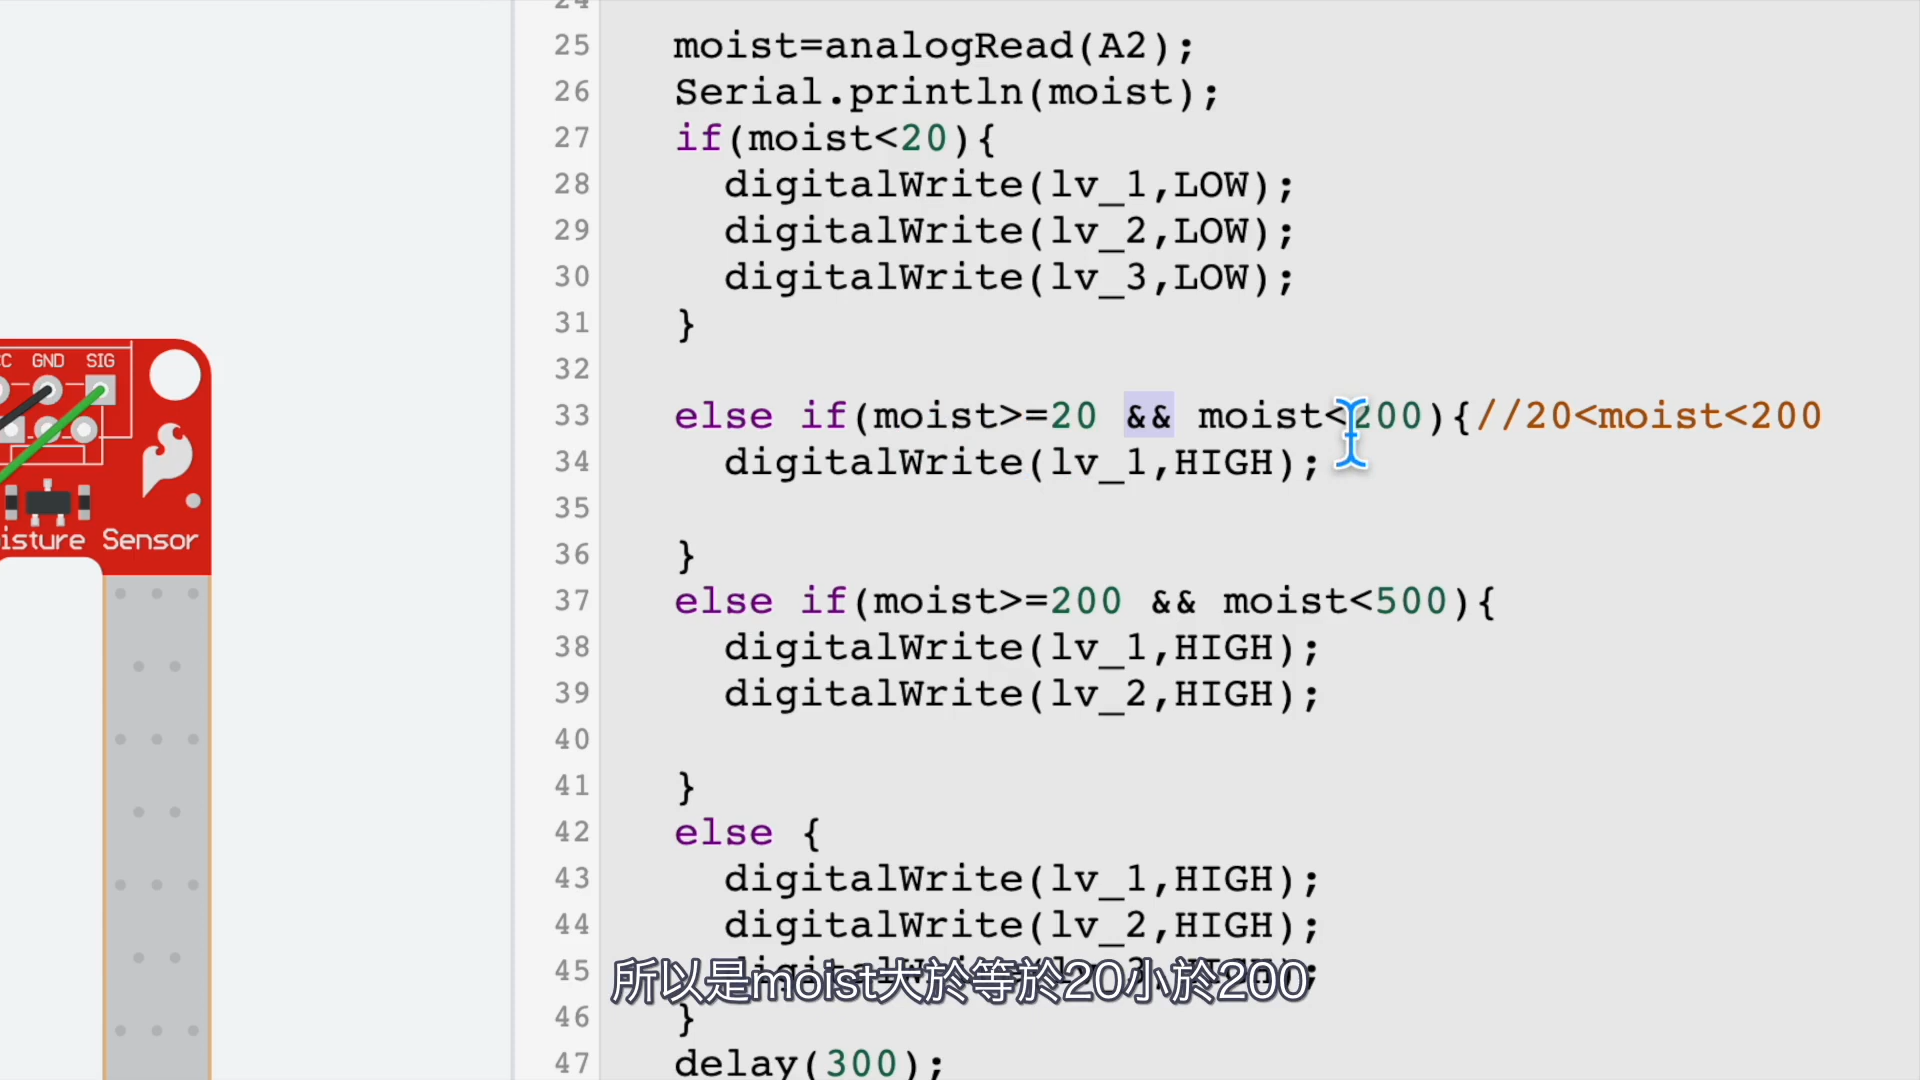 24
25 moist=analogRead(A2);
26 Serial.println(moist);
27 if(moist<20){
28 digitalWrite(lv_1,LOW);
29 digitalWrite(lv_2,LOW);
30 digitalWrite(lv_3,LOW);
31 }
32
33 else if(moist>=20 && moist<200){//20<moist<200
34 digitalWrite(lv_1,HIGH);
35
36 }
37 else if(moist>=200 && moist<500){
38 digitalWrite(lv_1,HIGH);
39 digitalWrite(lv_2,HIGH);
40
41 }
42 else {
43 digitalWrite(lv_1,HIGH);
44 digitalWrite(lv_2,HIGH);
45 digitalWrite(lv_3,HIGH);
46 }
47 delay(300);
GND SIG
Sensor
所以是moist大於等於20小於200